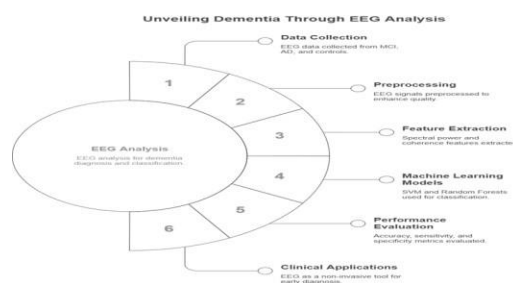 Unveiling Dementia Through EEG Analysis
Data Collection
EEG data collected from MCI,
AD, and controls.
1
Preprocessing
EEG signals preprocessed to
enhance quality.
2
Feature Extraction
Spectral power and
coherence features extracte
3
EEG Analysis
EEG analysis for dementia
diagnosis and classification.
Machine Learning
Models
SVM and Random Forests
used for classification.
4
Performance
Evaluation
Accuracy, sensitivity, and
specificity metrics evaluated.
5
6
Clinical Applications
EEG as a non-invasive tool for
early diagnosis.